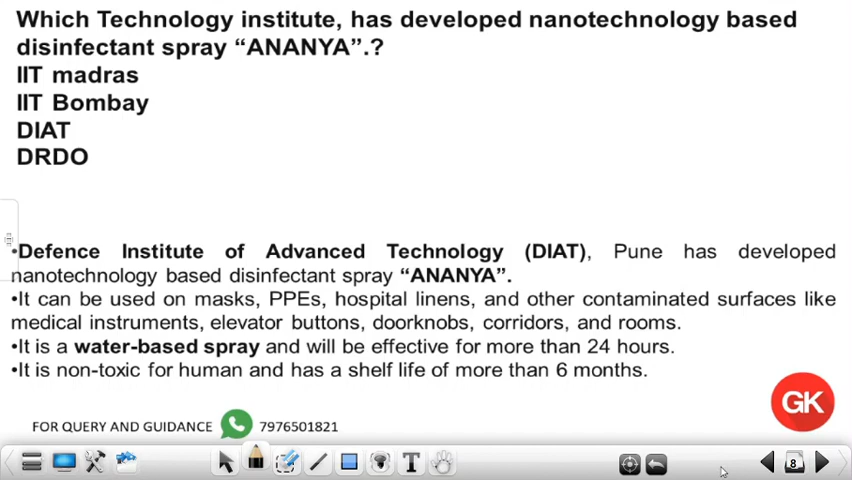 Which Technology institute, has developed nanotechnology based
disinfectant spray “ANANYA”.?
IIT madras
IIT Bombay
DIAT
DRDO
•Defence Institute of Advanced Technology (DIAT), Pune has developed
nanotechnology based disinfectant spray “ANANYA”.
•It can be used on masks, PPEs, hospital linens, and other contaminated surfaces like
medical instruments, elevator buttons, doorknobs, corridors, and rooms.
•It is a water-based spray and will be effective for more than 24 hours.
•It is non-toxic for human and has a shelf life of more than 6 months.
GK
FOR QUERY AND GUIDANCE 7976501821
T
8